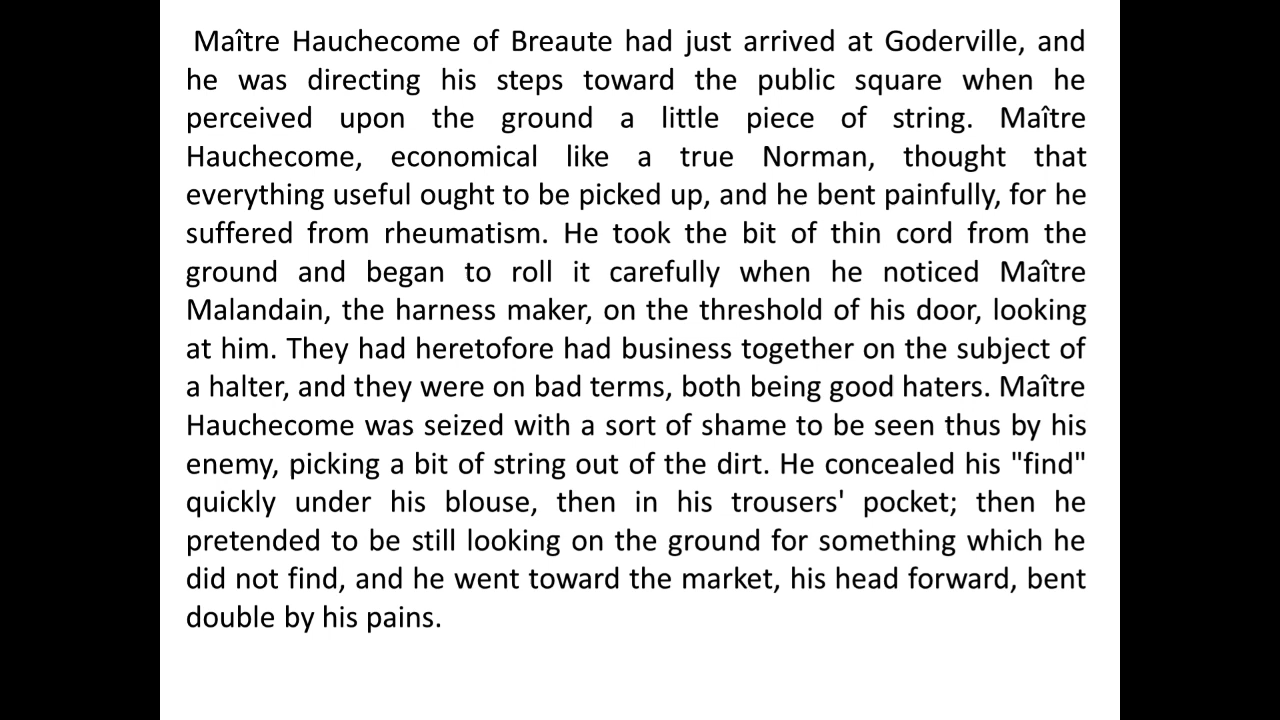 Maître Hauchecome of Breaute had just arrived at Goderville, and
he was directing his steps toward the public square when he
perceived upon the ground a little piece of string. Maître
Hauchecome, economical like a true Norman, thought that
everything useful ought to be picked up, and he bent painfully, for he
suffered from rheumatism. He took the bit of thin cord from the
ground and began to roll it carefully when he noticed Maître
Malandain, the harness maker, on the threshold of his door, looking
at him. They had heretofore had business together on the subject of
a halter, and they were on bad terms, both being good haters. Maître
Hauchecome was seized with a sort of shame to be seen thus by his
enemy, picking a bit of string out of the dirt. He concealed his "find"
quickly under his blouse, then in his trousers' pocket; then he
pretended to be still looking on the ground for something which he
did not find, and he went toward the market, his head forward, bent
double by his pains.